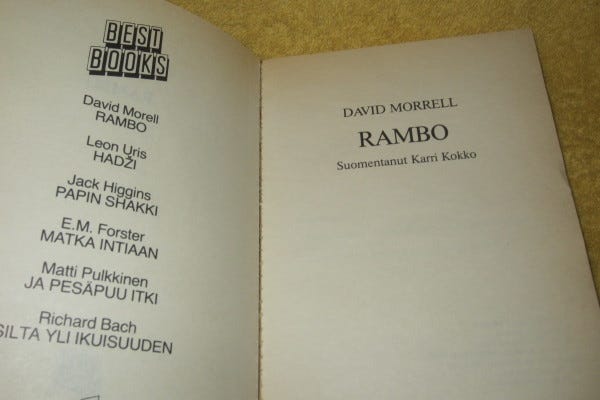 BEST
BOOKS
David Morell
RAMBO
Leon Uris
HADŽI
Jack Higgins
PAPIN SHAKKI
E.M. Forster
MATKA INTIAAN
Matti Pulkkinen
JA PESÄPUU ITKI
Richard Bach
SILTA YLI IKUISUUDEN
DAVID MORRELL
RAMBO
Suomentanut Karri Kokko